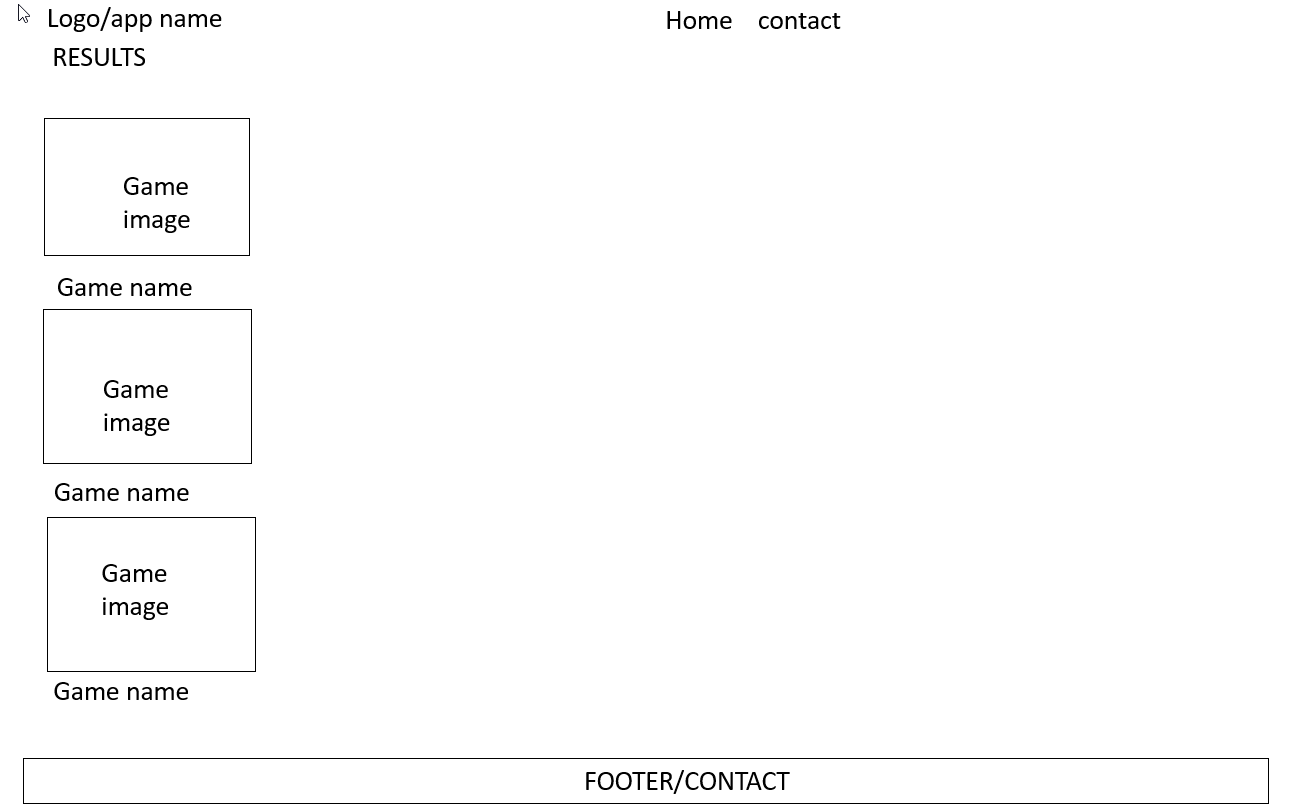 Logo/app name
Home contact
RESULTS
Game
image
Game name
Game
image
Game name
Game
image
Game name
FOOTER/CONTACT